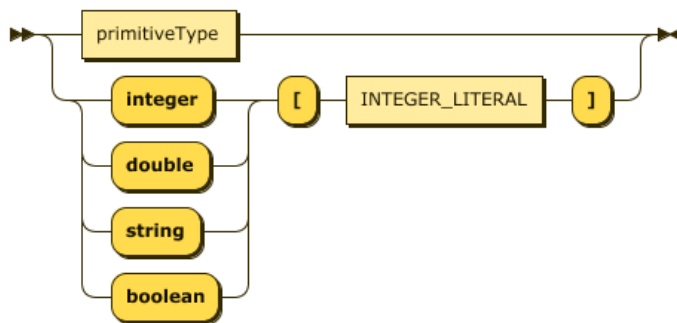 primitiveType
integer [ INTEGER_LITERAL ]
double
string
boolean